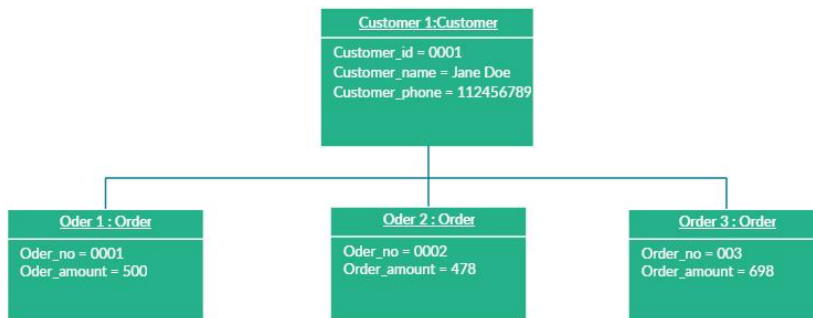 Customer 1:Customer
Customer_id = 0001
Customer_name = Jane Doe
Customer_phone = 112456789
Oder 1 : Order
Oder_no = 0001
Oder_amount = 500
Oder 2 : Order
Oder_no = 0002
Order_amount = 478
Order 3 : Order
Order_no = 003
Order_amount = 698